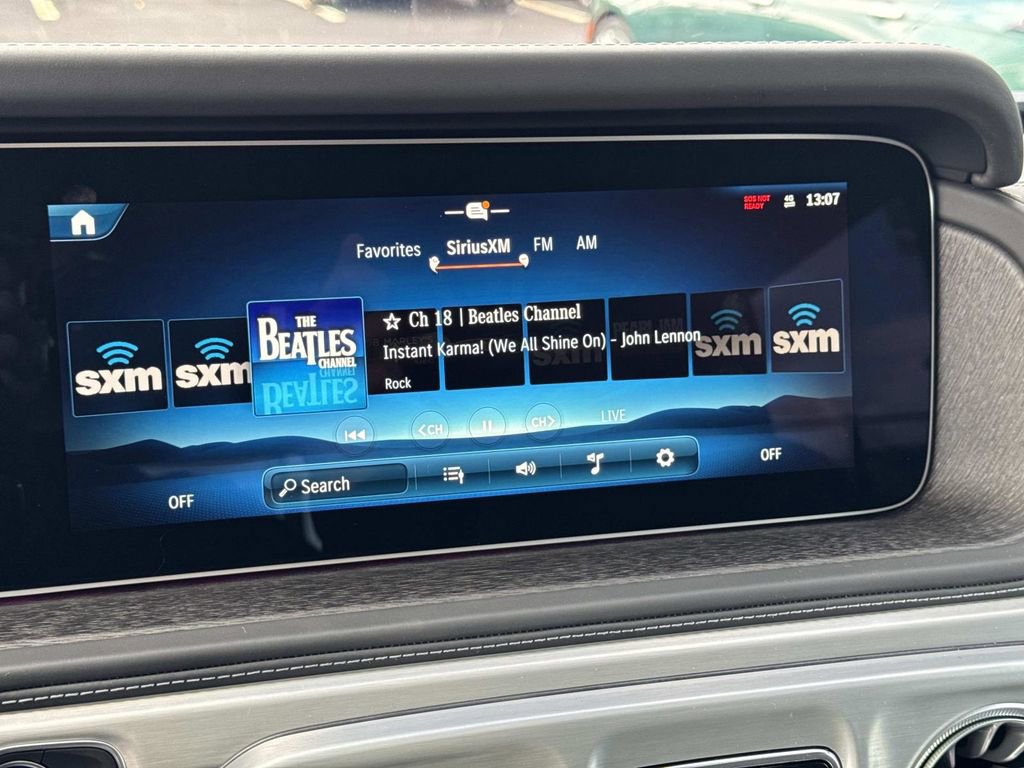 SOS NOT
READY
4G
13:07
Favorites SiriusXM FM AM
sxm
sxm
THE
BEATLES
CHANNEL
Ch 18 | Beatles Channel
Instant Karma! (We All Shine On) - John Lennon
Rock
sxm
sxm
<CH
CH>
LIVE
OFF
Search
OFF